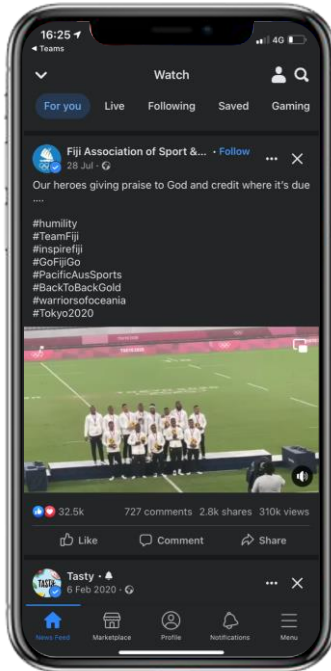 16:25
4G
Teams
Watch
For you Live Following Saved Gaming
Fiji Association of Sport &... · Follow
28 Jul ·
Our heroes giving praise to God and credit where it's due
....
#humility
#TeamFiji
#inspirefiji
#GoFijiGo
#PacificAusSports
#BackToBackGold
#warriorsofoceania
#Tokyo2020
TOKYO 2020
32.5k 727 comments 2.8k shares 310k views
Like Comment Share
TASTY
Tasty ·
6 Feb 2020 ·
News Feed Marketplace Profile Notifications Menu